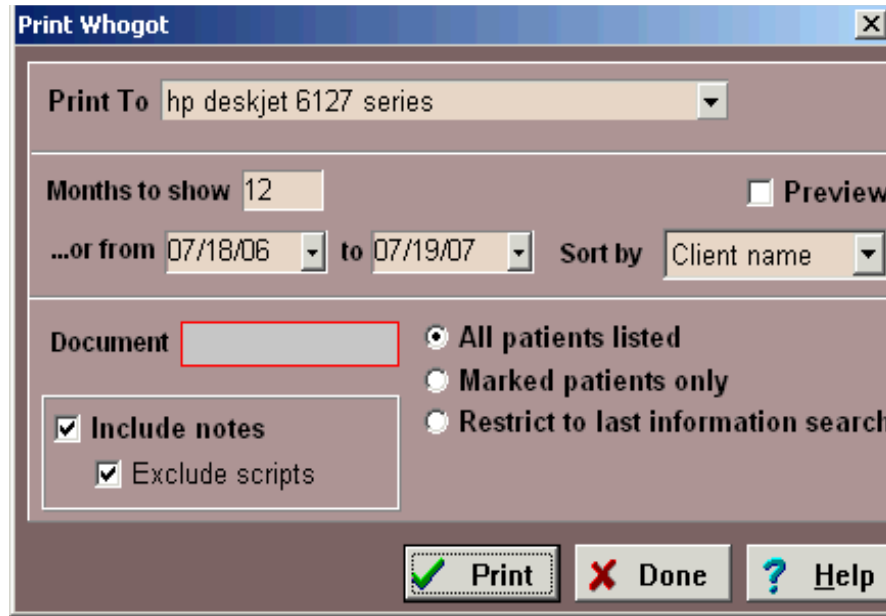 Print Whogot
Print To hp deskjet 6127 series
Months to show 12 Preview
...or from 07/18/06 to 07/19/07 Sort by Client name
Document
All patients listed
Marked patients only
Include notes
Restrict to last information search
Exclude scripts
Print Done Help